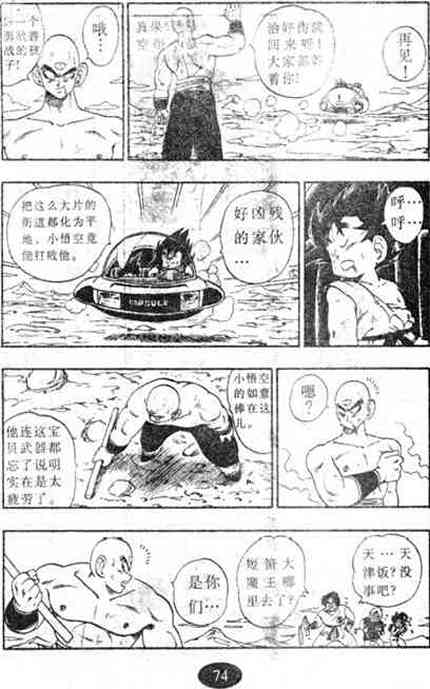 再见！
治好伤就
回来呀！
大家都等
着你！
哦…
一个
战的孩
子！
呼…
呼…
好凶残
的家伙
…
CAPSULE
把这么大片的
街道都化为平
地，小悟空竟
打败他。
嗯？
小悟空
的如意
棒在这
儿。
他连这宝
贝武器都
忘了说明
实在是太
疲劳了。
天…天
津饭？没
事吧？
短笛大
魔王哪
里去了？
是你
们…
74